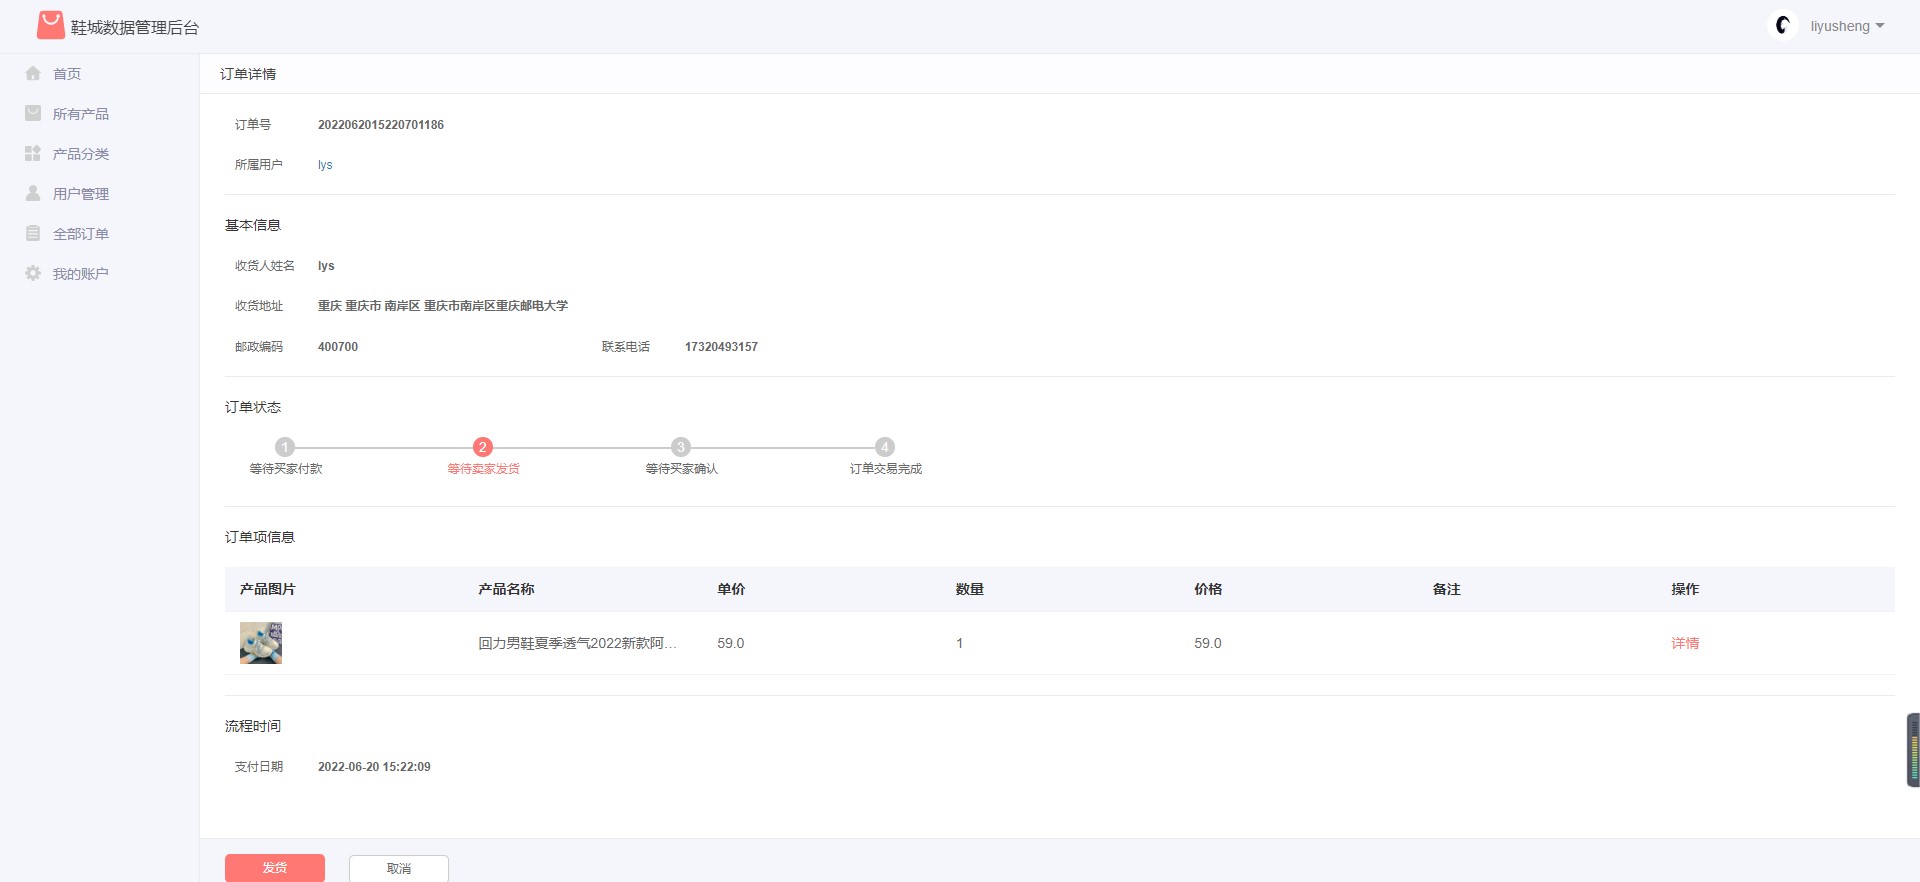 鞋城数据管理后台
liyusheng
首页
所有产品
产品分类
用户管理
全部订单
我的账户
订单详情
订单号 2022062015220701186
所属用户 lys
基本信息
收货人姓名 lys
收货地址 重庆 重庆市 南岸区 重庆市南岸区重庆邮电大学
邮政编码 400700 联系电话 17320493157
订单状态
1 2 3 4
等待买家付款 等待卖家发货 等待买家确认 订单交易完成
订单项信息
产品图片 产品名称 单价 数量 价格 备注 操作
回力男鞋夏季透气2022新款阿... 59.0 1 59.0 详情
流程时间
支付日期 2022-06-20 15:22:09
发货 取消